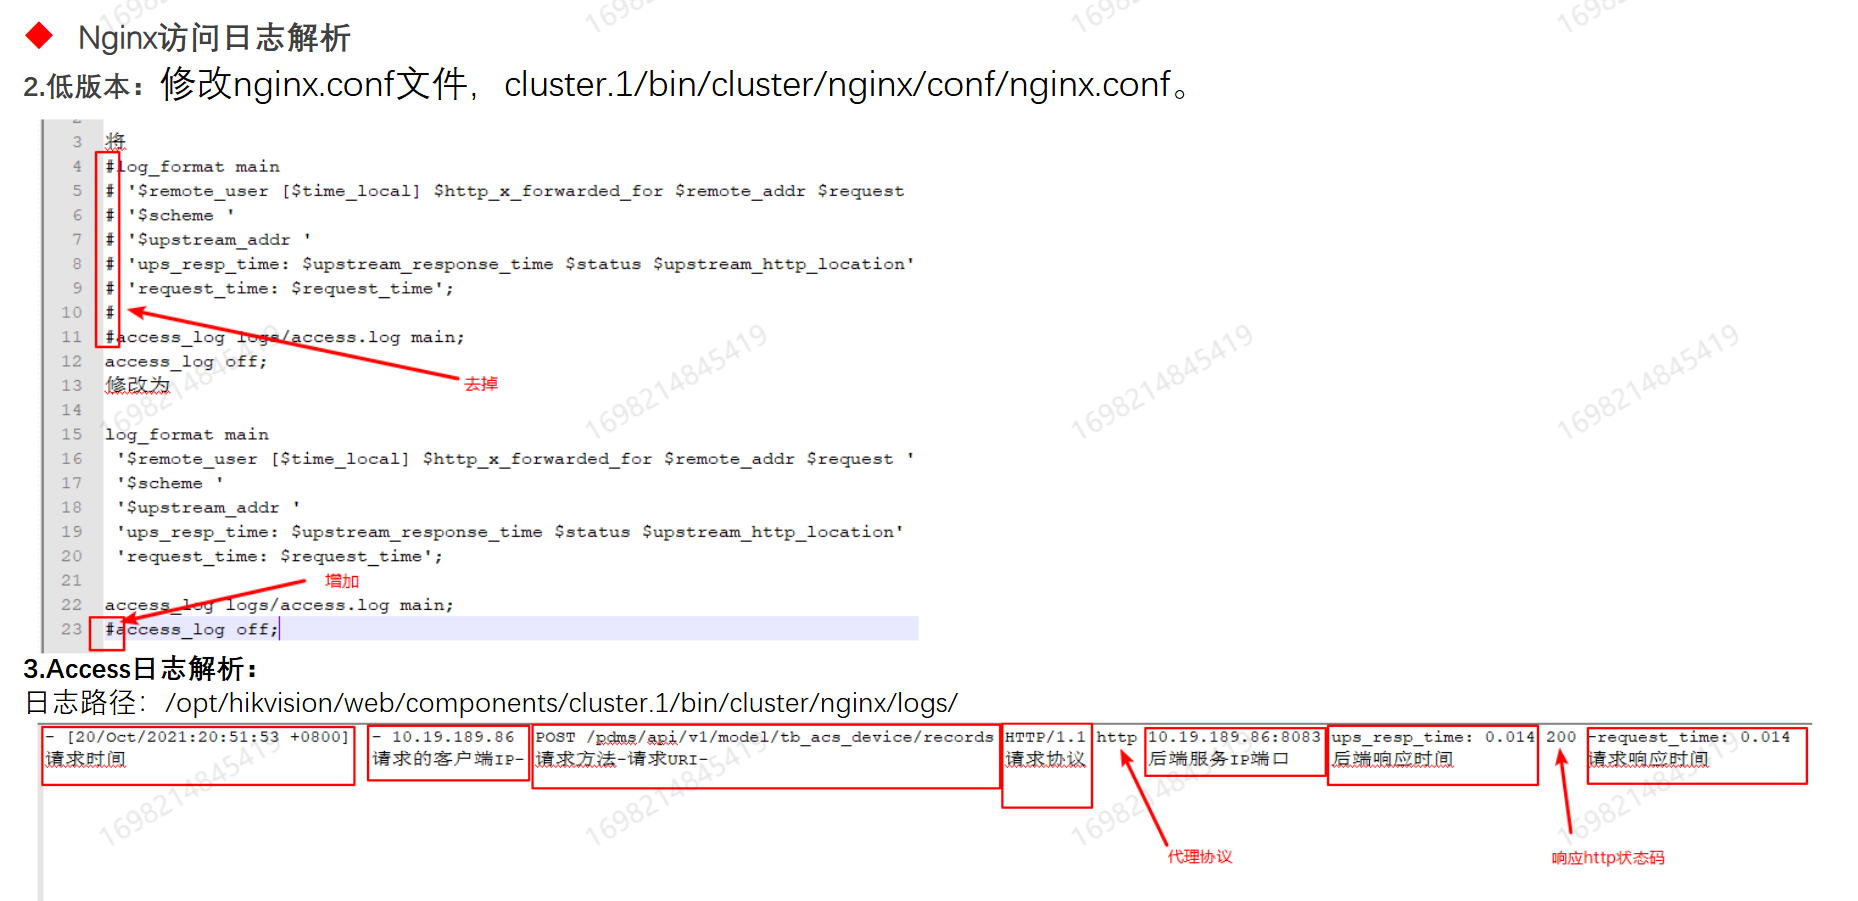 Nginx访问日志解析
2.低版本：修改nginx.conf文件，cluster.1/bin/cluster/nginx/conf/nginx.conf。
2
3 将
4 #log_format main
5 # '$remote_user [$time_local] $http_x_forwarded_for $remote_addr $request
6 # '$scheme '
7 # '$upstream_addr '
8 # 'ups_resp_time: $upstream_response_time $status $upstream_http_location'
9 # 'request_time: $request_time';
10 #
11 #access_log logs/access.log main;
12 access_log off;
去掉
13 修改为
14
15 log_format main
16 '$remote_user [$time_local] $http_x_forwarded_for $remote_addr $request '
17 '$scheme '
18 '$upstream_addr '
19 'ups_resp_time: $upstream_response_time $status $upstream_http_location'
20 'request_time: $request_time';
21
增加
22 access_log logs/access.log main;
23 #access_log off;
3.Access日志解析：
日志路径：/opt/hikvision/web/components/cluster.1/bin/cluster/nginx/logs/
- [20/Oct/2021:20:51:53 +0800] - 10.19.189.86 POST /pdms/api/v1/model/tb_acs_device/records HTTP/1.1 http 10.19.189.86:8083 ups_resp_time: 0.014 200 -request_time: 0.014
请求时间 请求的客户端IP- 请求方法-请求URI- 请求协议 后端服务IP端口 后端响应时间 请求响应时间
代理协议 响应http状态码
1698214845419
1698214845419
1698214845419
1698214845419
1698214845419
1698214845419
1698214845419
1698214845419